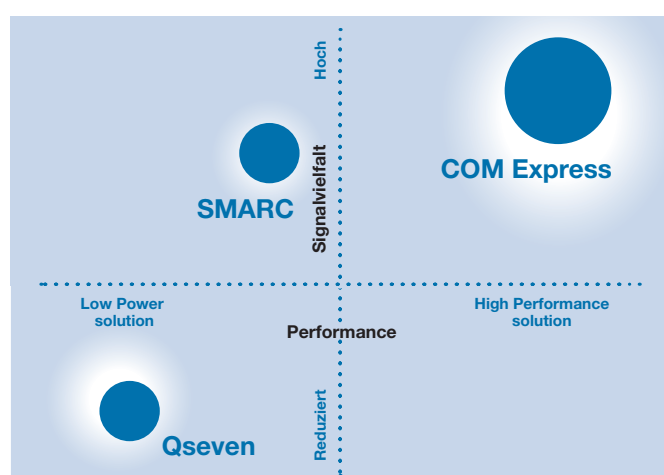 Hoch
Signalvielfalt
COM Express
SMARC
Low Power
solution
High Performance
solution
Performance
Reduziert
Qseven